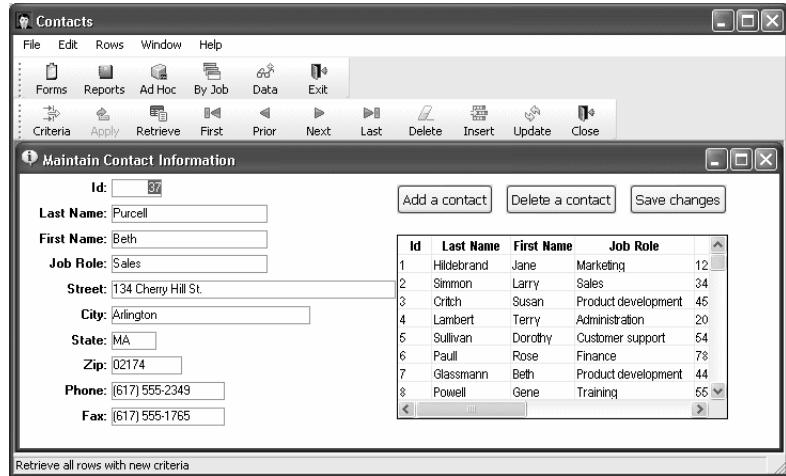 Contacts
File Edit Rows Window Help
Forms Reports Ad Hoc By Job Data Exit
Criteria Apply Retrieve First Prior Next Last Delete Insert Update Close
Maintain Contact Information
Id: 37
Last Name: Purcell
First Name: Beth
Job Role: Sales
Street: 134 Cherry Hill St.
City: Arlington
State: MA
Zip: 02174
Phone: (617) 555-2349
Fax: (617) 555-1765
Add a contact Delete a contact Save changes
Id Last Name First Name Job Role
1 Hildebrand Jane Marketing 12
2 Simmon Larry Sales 34
3 Critch Susan Product development 45
4 Lambert Terry Administration 20
5 Sullivan Dorothy Customer support 54
6 Paull Rose Finance 78
7 Glassmann Beth Product development 44
8 Powell Gene Training 55
Retrieve all rows with new criteria